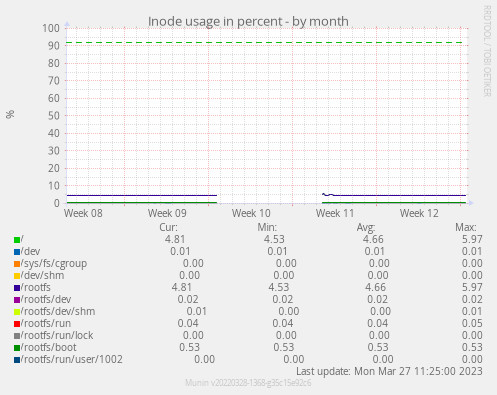 Inode usage in percent - by month
RRDTOOL / TOBI OETIKER
%
100
90
80
70
60
50
40
30
20
10
0
Week 08 Week 09 Week 10 Week 11 Week 12
Cur: Min: Avg: Max:
/ 4.81 4.53 4.66 5.97
/dev 0.01 0.01 0.01 0.01
/sys/fs/cgroup 0.00 0.00 0.00 0.00
/dev/shm 0.00 0.00 0.00 0.00
/rootfs 4.81 4.53 4.66 5.97
/rootfs/dev 0.02 0.02 0.02 0.02
/rootfs/dev/shm 0.01 0.00 0.00 0.01
/rootfs/run 0.04 0.04 0.04 0.05
/rootfs/run/lock 0.00 0.00 0.00 0.00
/rootfs/boot 0.53 0.53 0.53 0.53
/rootfs/run/user/1002 0.00 0.00 0.00 0.00
Last update: Mon Mar 27 11:25:00 2023
Munin v20220328-1368-g35c15e92c6